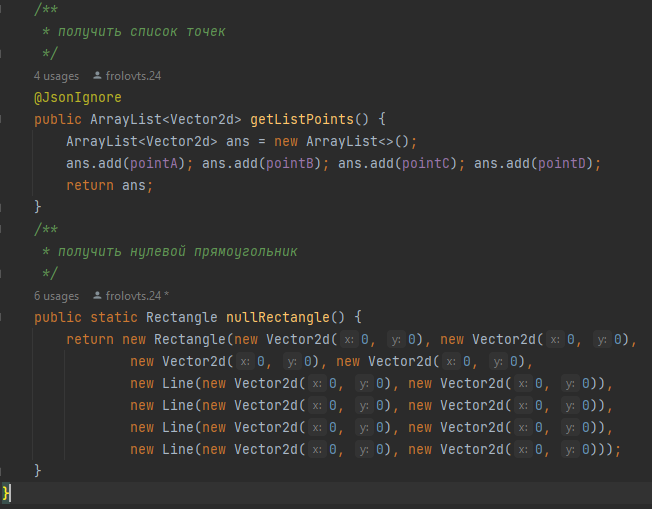 /**
 * получить список точек
 */
4 usages frolovts.24
@JsonIgnore
public ArrayList<Vector2d> getListPoints() {
    ArrayList<Vector2d> ans = new ArrayList<>();
    ans.add(pointA); ans.add(pointB); ans.add(pointC); ans.add(pointD);
    return ans;
}
/**
 * получить нулевой прямоугольник
 */
6 usages frolovts.24 *
public static Rectangle nullRectangle() {
    return new Rectangle(new Vector2d( x: 0, y: 0), new Vector2d( x: 0, y: 0),
            new Vector2d( x: 0, y: 0), new Vector2d( x: 0, y: 0),
            new Line(new Vector2d( x: 0, y: 0), new Vector2d( x: 0, y: 0)),
            new Line(new Vector2d( x: 0, y: 0), new Vector2d( x: 0, y: 0)),
            new Line(new Vector2d( x: 0, y: 0), new Vector2d( x: 0, y: 0)),
            new Line(new Vector2d( x: 0, y: 0), new Vector2d( x: 0, y: 0)));
}
}